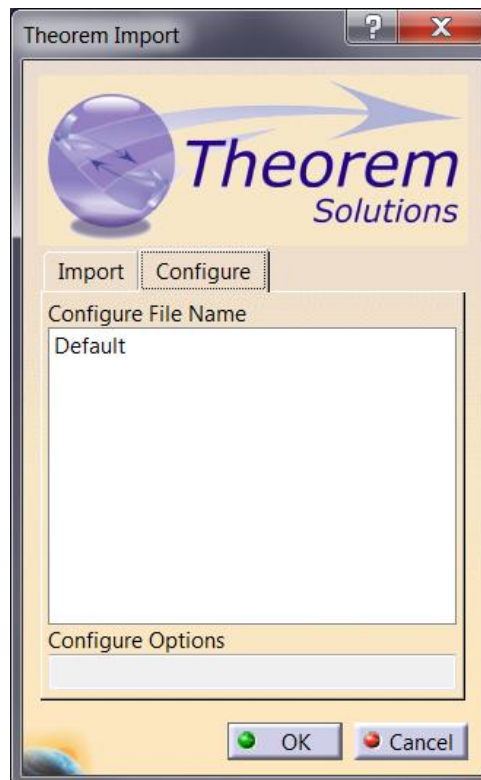 Theorem Import
?
X
Theorem
Solutions
Import
Configure
Configure File Name
Default
Configure Options
OK
Cancel